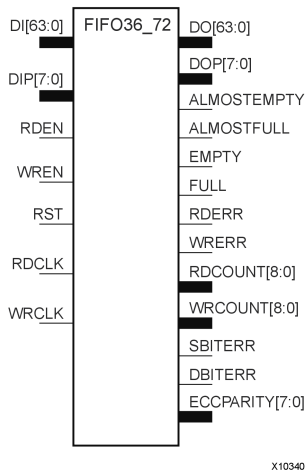 FIFO36_72
DI[63:0]
DIP[7:0]
RDEN
WREN
RST
RDCLK
WRCLK
DO[63:0]
DOP[7:0]
ALMOSTEMPTY
ALMOSTFULL
EMPTY
FULL
RDERR
WRERR
RDCOUNT[8:0]
WRCOUNT[8:0]
SBITERR
DBITERR
ECCPARITY[7:0]
X10340